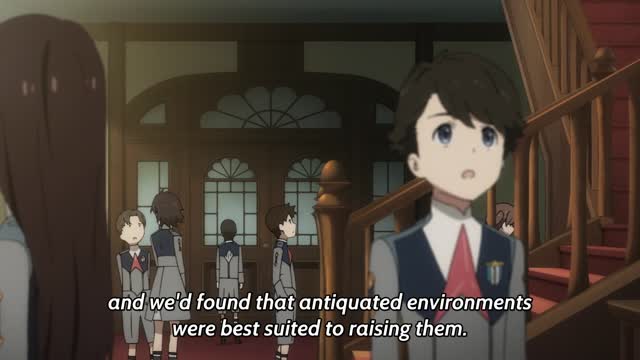 and we'd found that antiquated environments
were best suited to raising them.